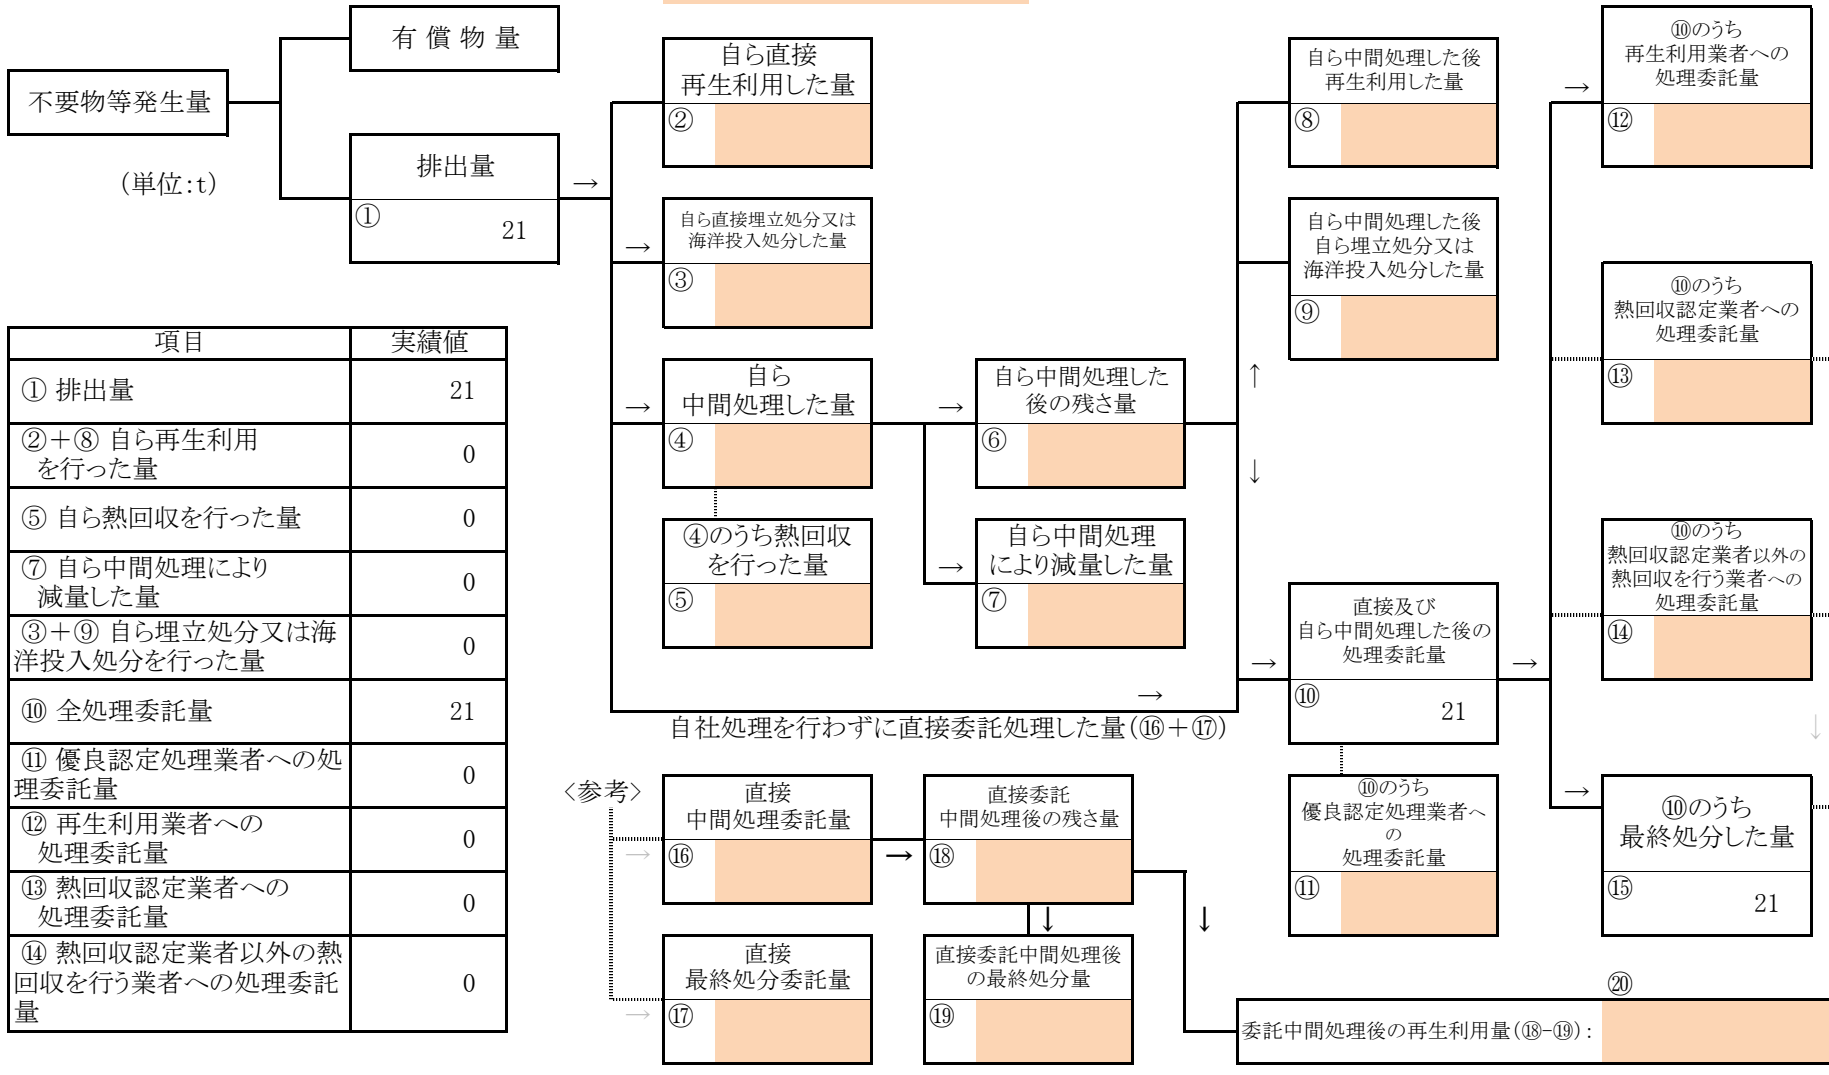 有 償 物 量
不要物等発生量
(単位:t)
排出量
①
21
→
自ら直接
再生利用した量
②
→
自ら直接埋立処分又は
海洋投入処分した量
③
→
自ら
中間処理した量
④
④のうち熱回収
を行った量
⑤
→
自ら中間処理した
後の残さ量
⑥
→
自ら中間処理
により減量した量
⑦
自ら中間処理した後
再生利用した量
⑧
自ら中間処理した後
自ら埋立処分又は
海洋投入処分した量
⑨
↑
↓
→
自社処理を行わずに直接委託処理した量(⑯+⑰)
→
直接及び
自ら中間処理した後の
処理委託量
⑩
21
→
⑩のうち
優良認定処理業者へ
の
処理委託量
⑪
→
⑩のうち
再生利用業者への
処理委託量
⑫
⑩のうち
熱回収認定業者への
処理委託量
⑬
⑩のうち
熱回収認定業者以外の
熱回収を行う業者への
処理委託量
⑭
↓
→
⑩のうち
最終処分した量
⑮
21
項目 実績値
① 排出量 21
②+⑧ 自ら再生利用
を行った量 0
⑤ 自ら熱回収を行った量 0
⑦ 自ら中間処理により
減量した量 0
③+⑨ 自ら埋立処分又は海
洋投入処分を行った量 0
⑩ 全処理委託量 21
⑪ 優良認定処理業者への処
理委託量 0
⑫ 再生利用業者への
処理委託量 0
⑬ 熱回収認定業者への
処理委託量 0
⑭ 熱回収認定業者以外の熱
回収を行う業者への処理委託
量 0
<参考>
→
直接
中間処理委託量
⑯
→
直接委託
中間処理後の残さ量
⑱
↓
↓
→
直接
最終処分委託量
⑰
直接委託中間処理後
の最終処分量
⑲
⑳
委託中間処理後の再生利用量(⑱-⑲):